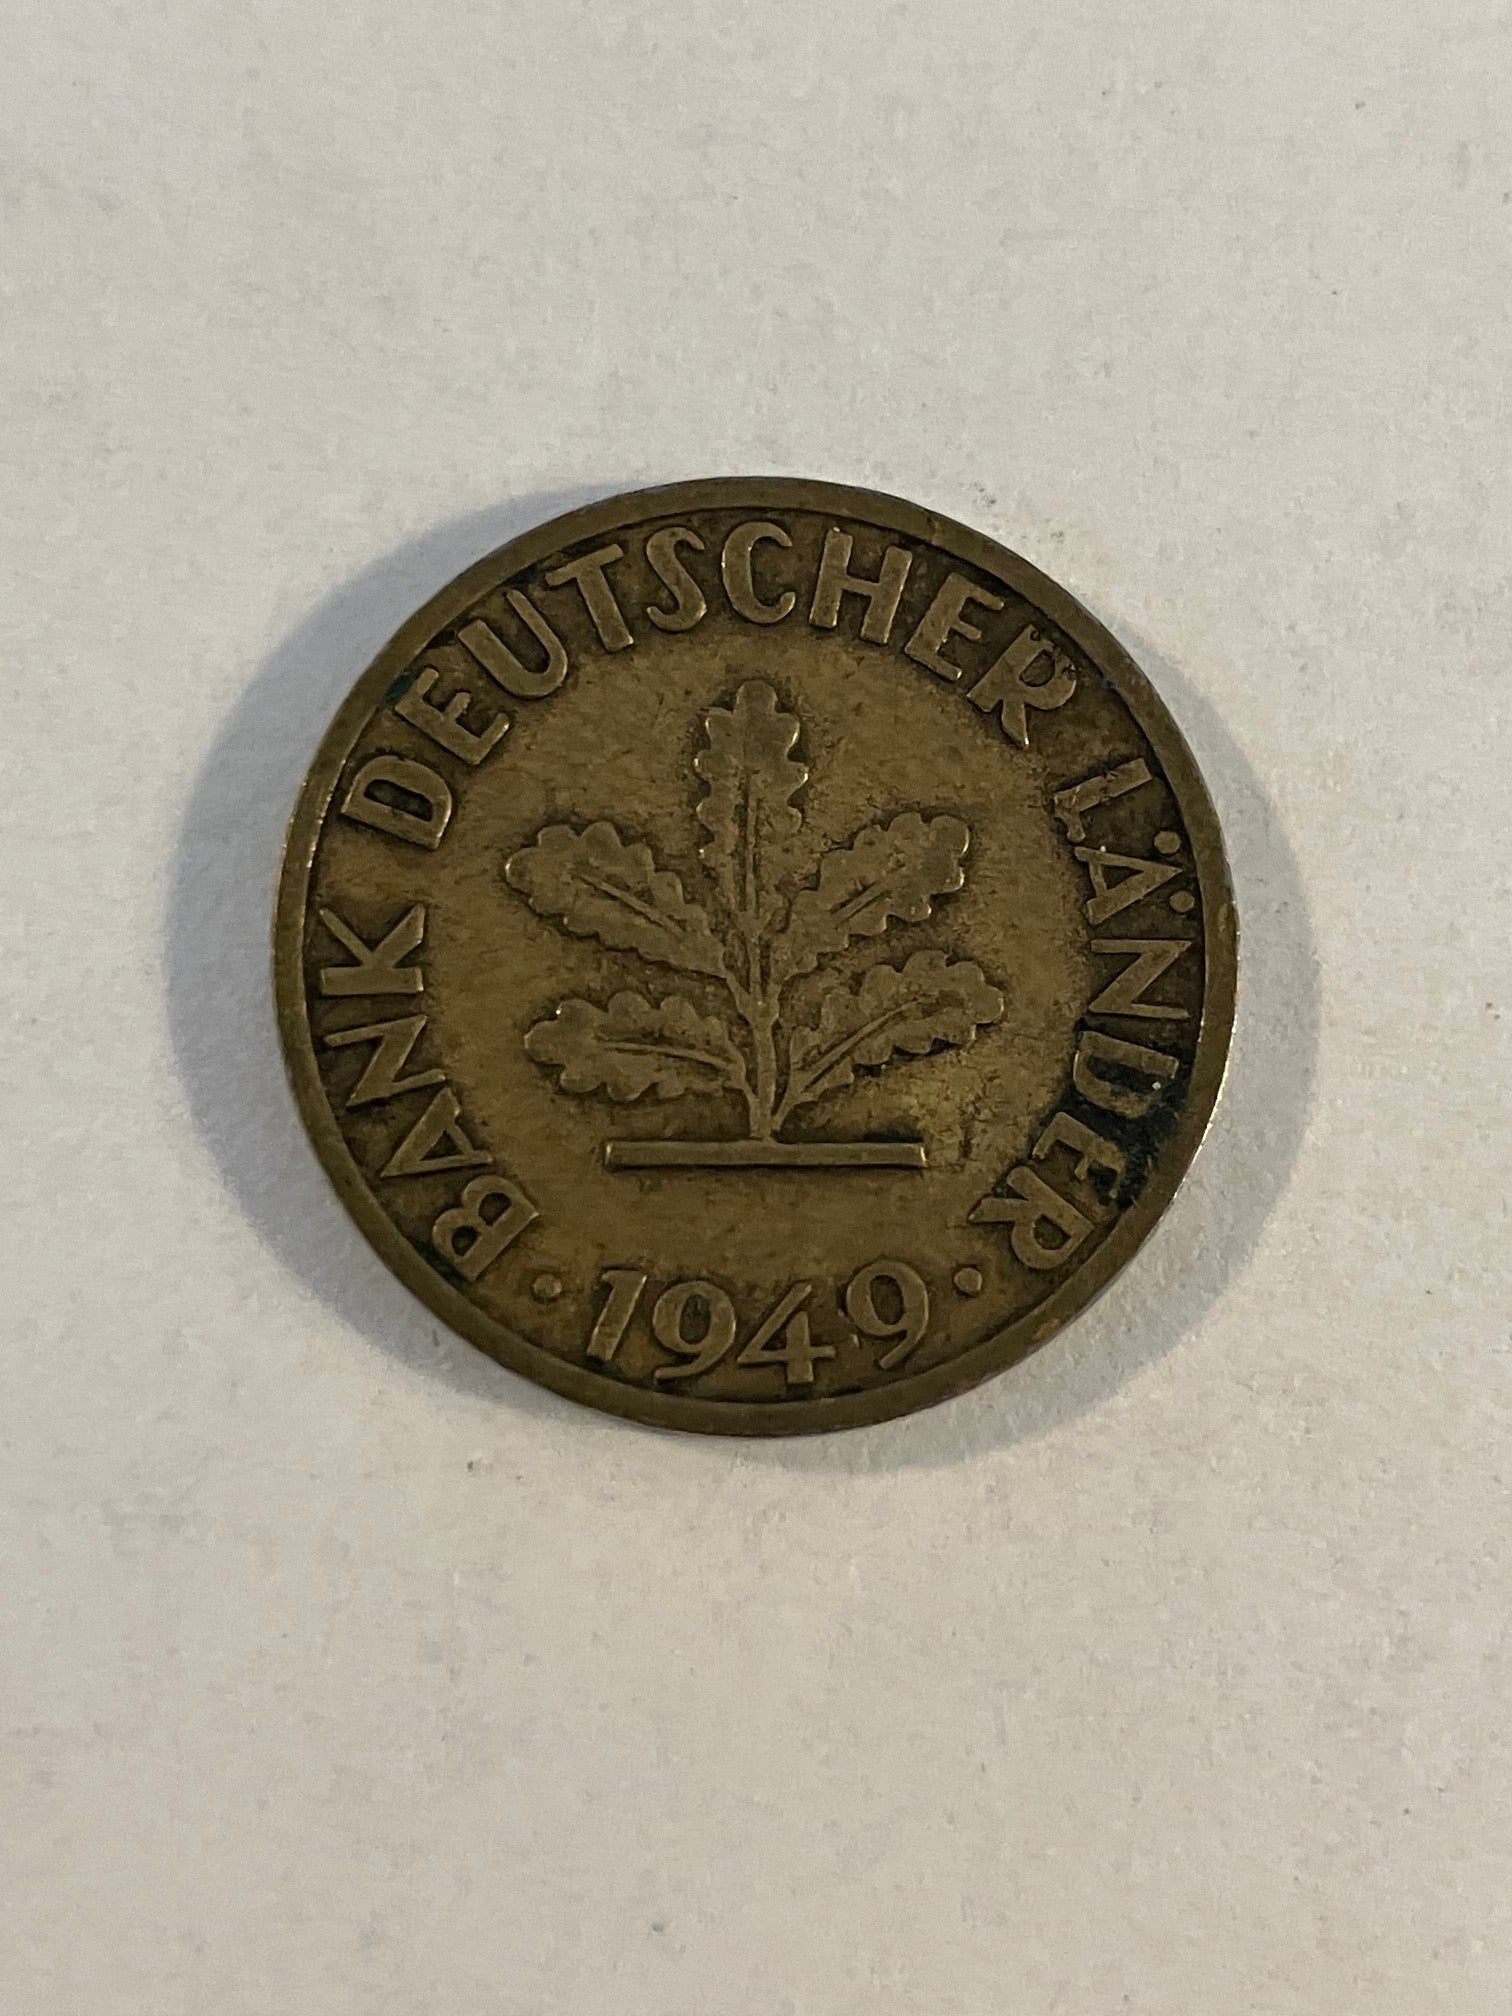 BANK DEUTSCHER LÄNDER
· 1949 ·